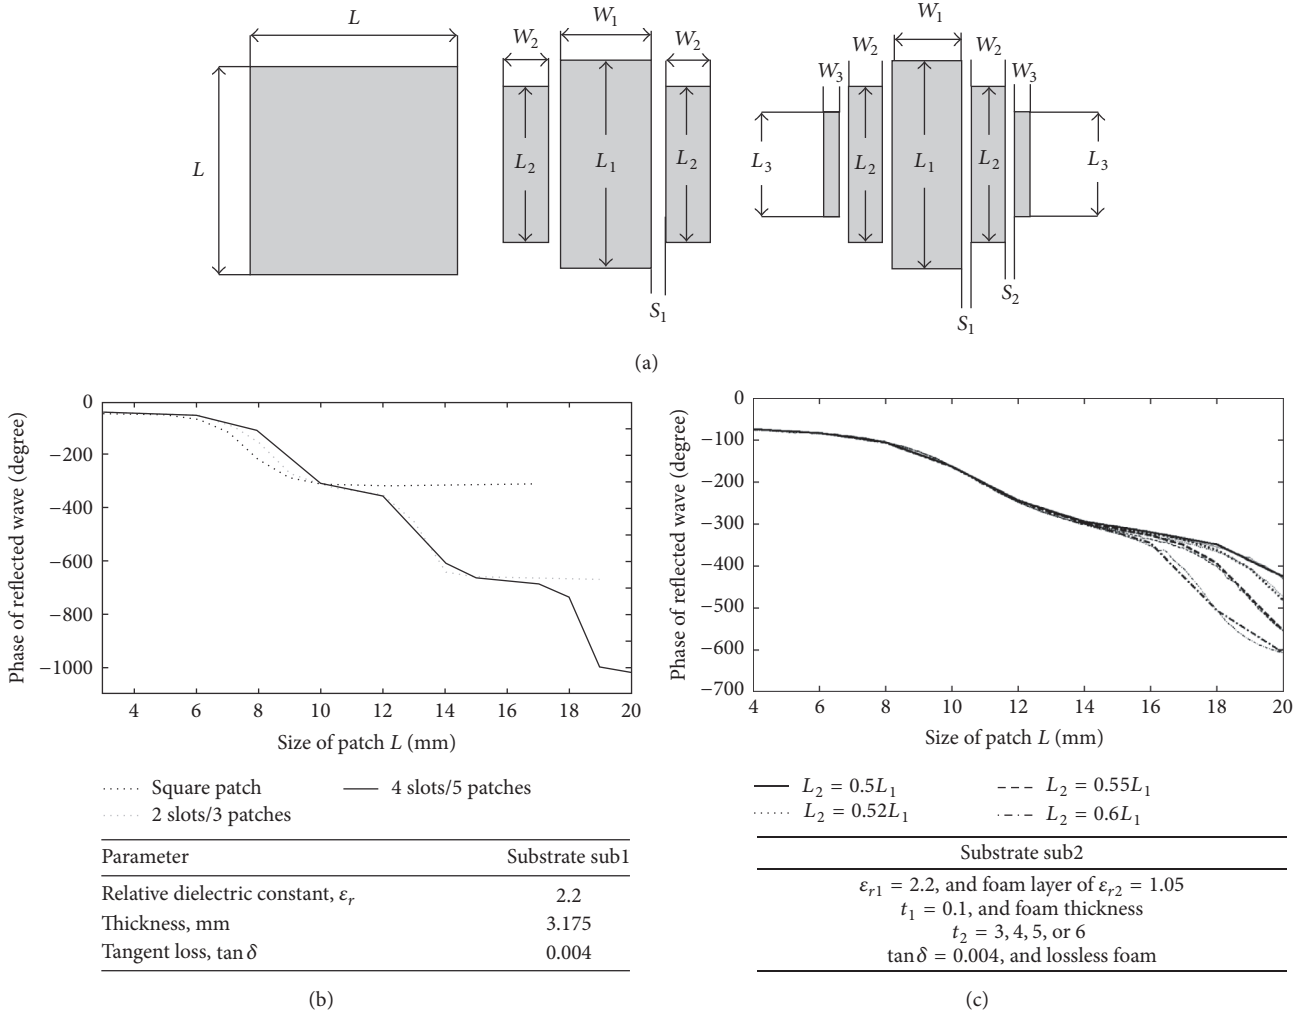 L
L
W₂
W₁
W₂
L₂
L₁
L₂
S₁
W₁
W₂
W₂
W₃
W₃
L₃
L₂
L₁
L₂
L₃
S₂
S₁
(a)
Phase of reflected wave (degree)
0
−200
−400
−600
−800
−1000
4
6
8
10
12
14
16
18
20
Size of patch L (mm)
Square patch
4 slots/5 patches
2 slots/3 patches
Parameter Substrate sub1
Relative dielectric constant, εᵣ 2.2
Thickness, mm 3.175
Tangent loss, tan δ 0.004
(b)
Phase of reflected wave (degree)
0
−100
−200
−300
−400
−500
−600
−700
4
6
8
10
12
14
16
18
20
Size of patch L (mm)
L₂ = 0.5L₁
L₂ = 0.55L₁
L₂ = 0.52L₁
L₂ = 0.6L₁
Substrate sub2
εᵣ₁ = 2.2, and foam layer of εᵣ₂ = 1.05
t₁ = 0.1, and foam thickness
t₂ = 3, 4, 5, or 6
tan δ = 0.004, and lossless foam
(c)